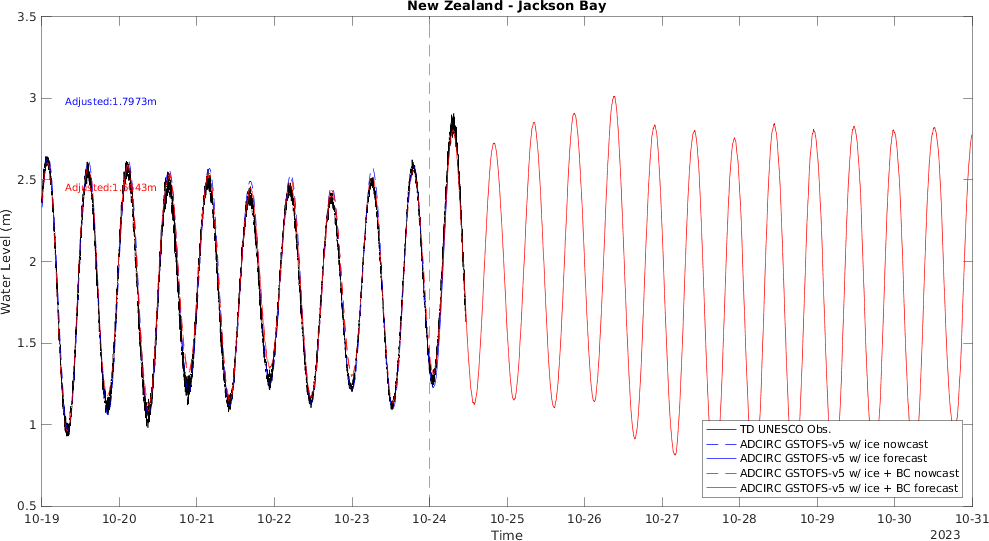 New Zealand - Jackson Bay
3.5
3
2.5
2
1.5
1
0.5
Water Level (m)
Adjusted:1.7973m
TD UNESCO Obs.
ADCIRC GSTOFS-v5 w/ ice nowcast
ADCIRC GSTOFS-v5 w/ ice forecast
ADCIRC GSTOFS-v5 w/ ice + BC nowcast
ADCIRC GSTOFS-v5 w/ ice + BC forecast
10-19 10-20 10-21 10-22 10-23 10-24 10-25 10-26 10-27 10-28 10-29 10-30 10-31
Time
2023